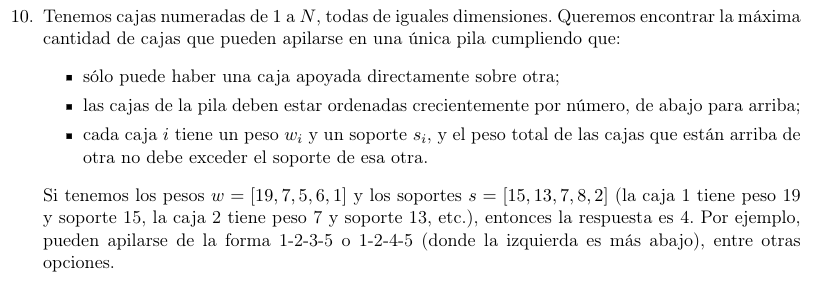 10. Tenemos cajas numeradas de 1 a N, todas de iguales dimensiones. Queremos encontrar la máxima
cantidad de cajas que pueden apilarse en una única pila cumpliendo que:
▪ sólo puede haber una caja apoyada directamente sobre otra;
▪ las cajas de la pila deben estar ordenadas crecientemente por número, de abajo para arriba;
▪ cada caja i tiene un peso wᵢ y un soporte sᵢ, y el peso total de las cajas que están arriba de
otra no debe exceder el soporte de esa otra.
Si tenemos los pesos w = [19, 7, 5, 6, 1] y los soportes s = [15, 13, 7, 8, 2] (la caja 1 tiene peso 19
y soporte 15, la caja 2 tiene peso 7 y soporte 13, etc.), entonces la respuesta es 4. Por ejemplo,
pueden apilarse de la forma 1-2-3-5 o 1-2-4-5 (donde la izquierda es más abajo), entre otras
opciones.